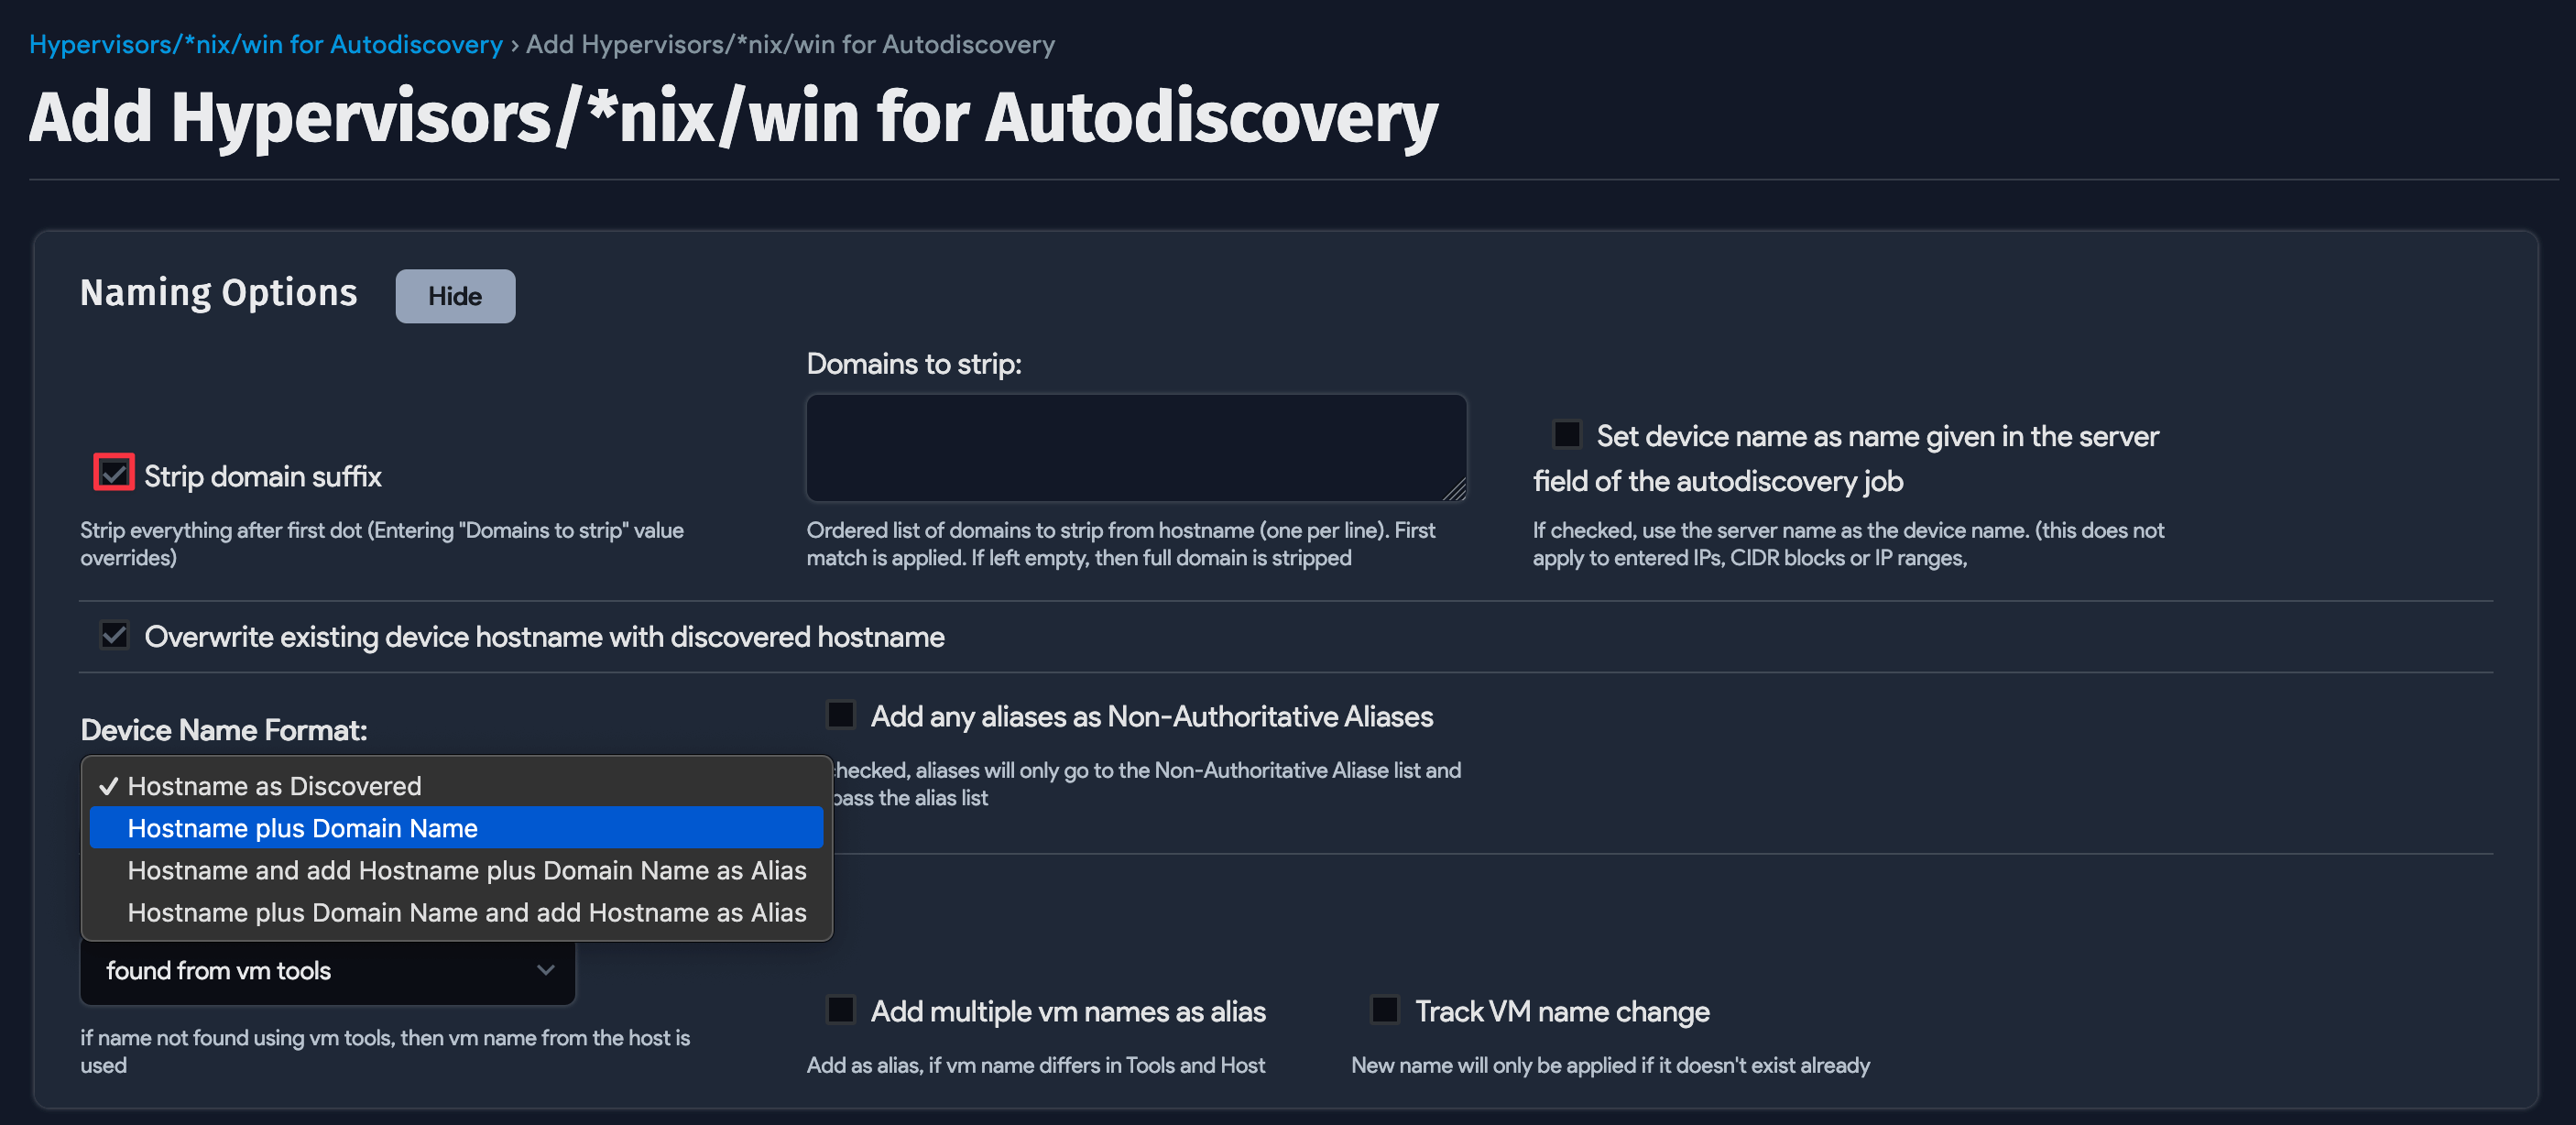 Hypervisors/*nix/win for Autodiscovery › Add Hypervisors/*nix/win for Autodiscovery
Add Hypervisors/*nix/win for Autodiscovery
Naming Options
Hide
Strip domain suffix
Strip everything after first dot (Entering "Domains to strip" value
overrides)
Domains to strip:
Ordered list of domains to strip from hostname (one per line). First
match is applied. If left empty, then full domain is stripped
Set device name as name given in the server
field of the autodiscovery job
If checked, use the server name as the device name. (this does not
apply to entered IPs, CIDR blocks or IP ranges,
Overwrite existing device hostname with discovered hostname
Device Name Format:
✓ Hostname as Discovered
Hostname plus Domain Name
Hostname and add Hostname plus Domain Name as Alias
Hostname plus Domain Name and add Hostname as Alias
Add any aliases as Non-Authoritative Aliases
checked, aliases will only go to the Non-Authoritative Aliase list and
pass the alias list
found from vm tools
if name not found using vm tools, then vm name from the host is
used
Add multiple vm names as alias
Add as alias, if vm name differs in Tools and Host
Track VM name change
New name will only be applied if it doesn't exist already